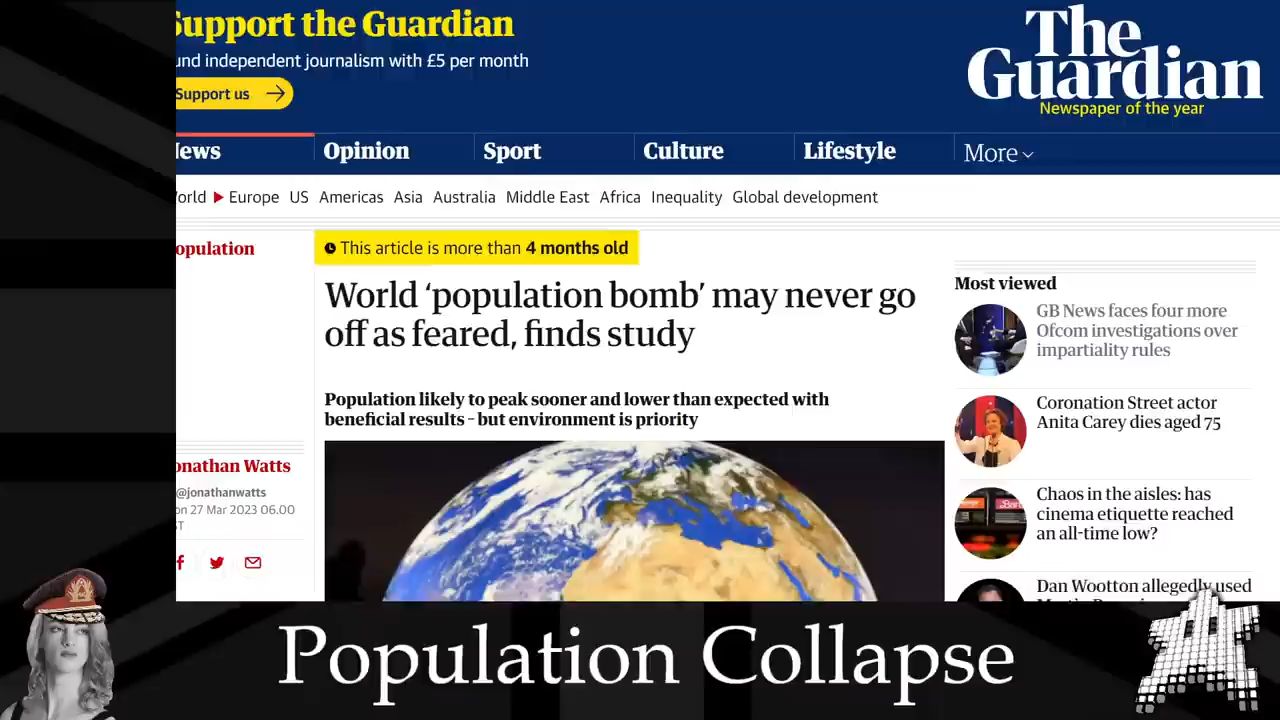 Support the Guardian
und independent journalism with £5 per month
Support us
The
Guardian
Newspaper of the year
News
Opinion
Sport
Culture
Lifestyle
More
orld
Europe
US
Americas
Asia
Australia
Middle East
Africa
Inequality
Global development
opulation
This article is more than 4 months old
World ‘population bomb’ may never go
off as feared, finds study
Population likely to peak sooner and lower than expected with
beneficial results – but environment is priority
onathan Watts
@jonathanwatts
on 27 Mar 2023 06.00
ST
Most viewed
GB News faces four more
Ofcom investigations over
impartiality rules
Coronation Street actor
Anita Carey dies aged 75
Chaos in the aisles: has
cinema etiquette reached
an all-time low?
Dan Wootton allegedly used
Population Collapse